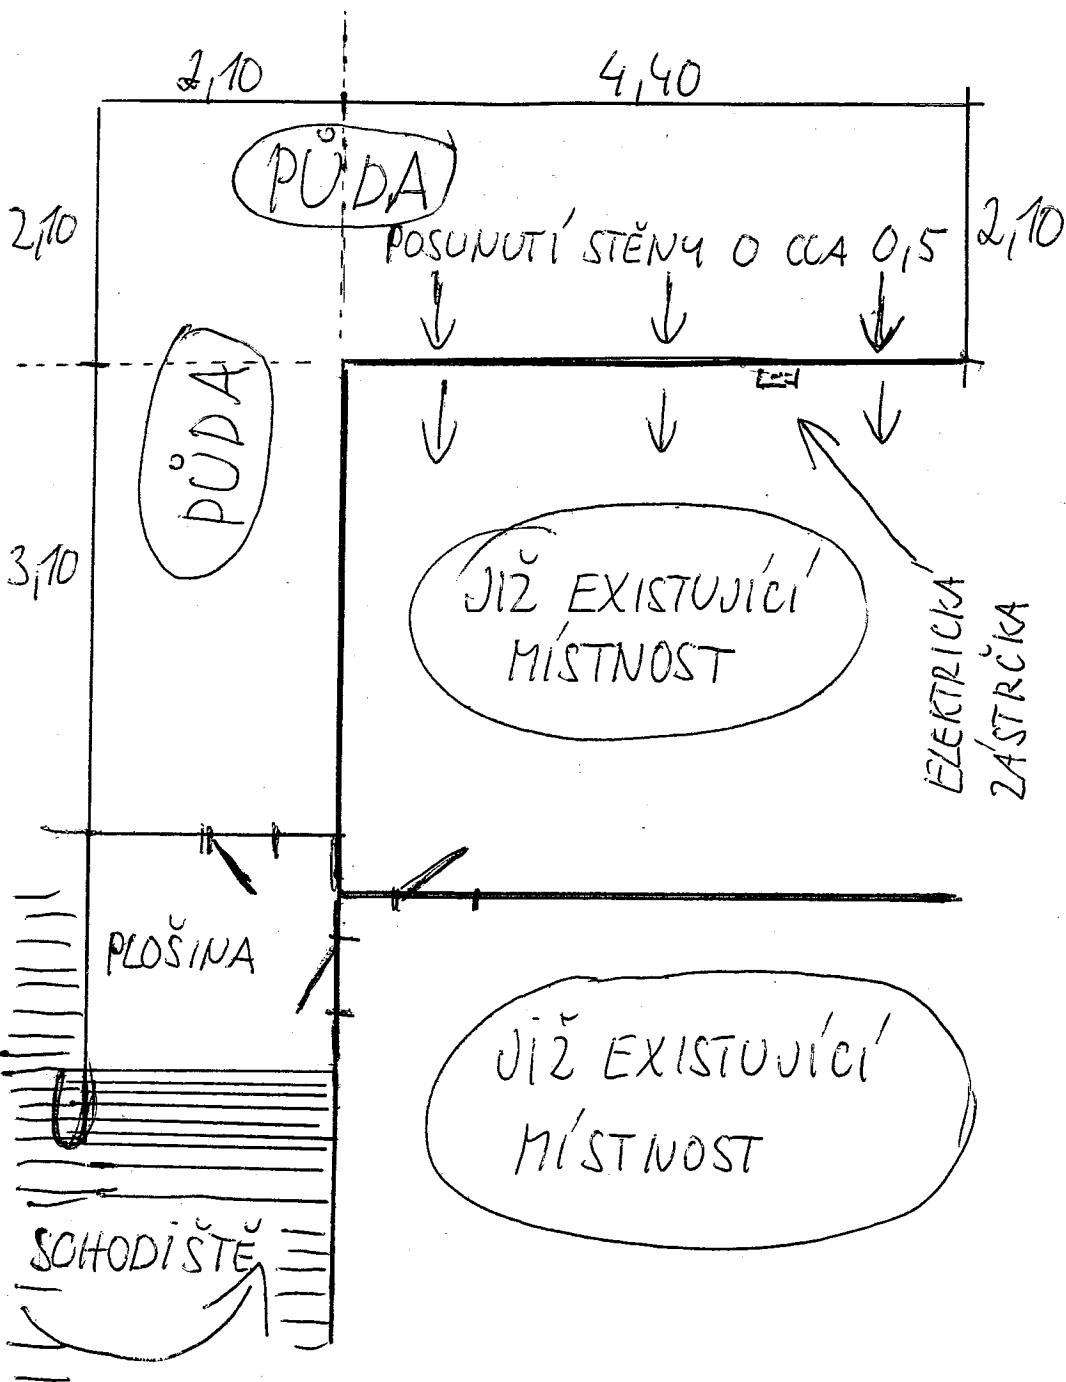 2,10
4,40
PŮDA
2,10
POSUNUTÍ STĚNY O CCA 0,5
2,10
PŮDA
3,10
JIŽ EXISTUJÍCÍ
MÍSTNOST
ELEKTRICKÁ
ZÁSTRČKA
PLOŠINA
JIŽ EXISTUJÍCÍ
MÍSTNOST
SCHODIŠTĚ